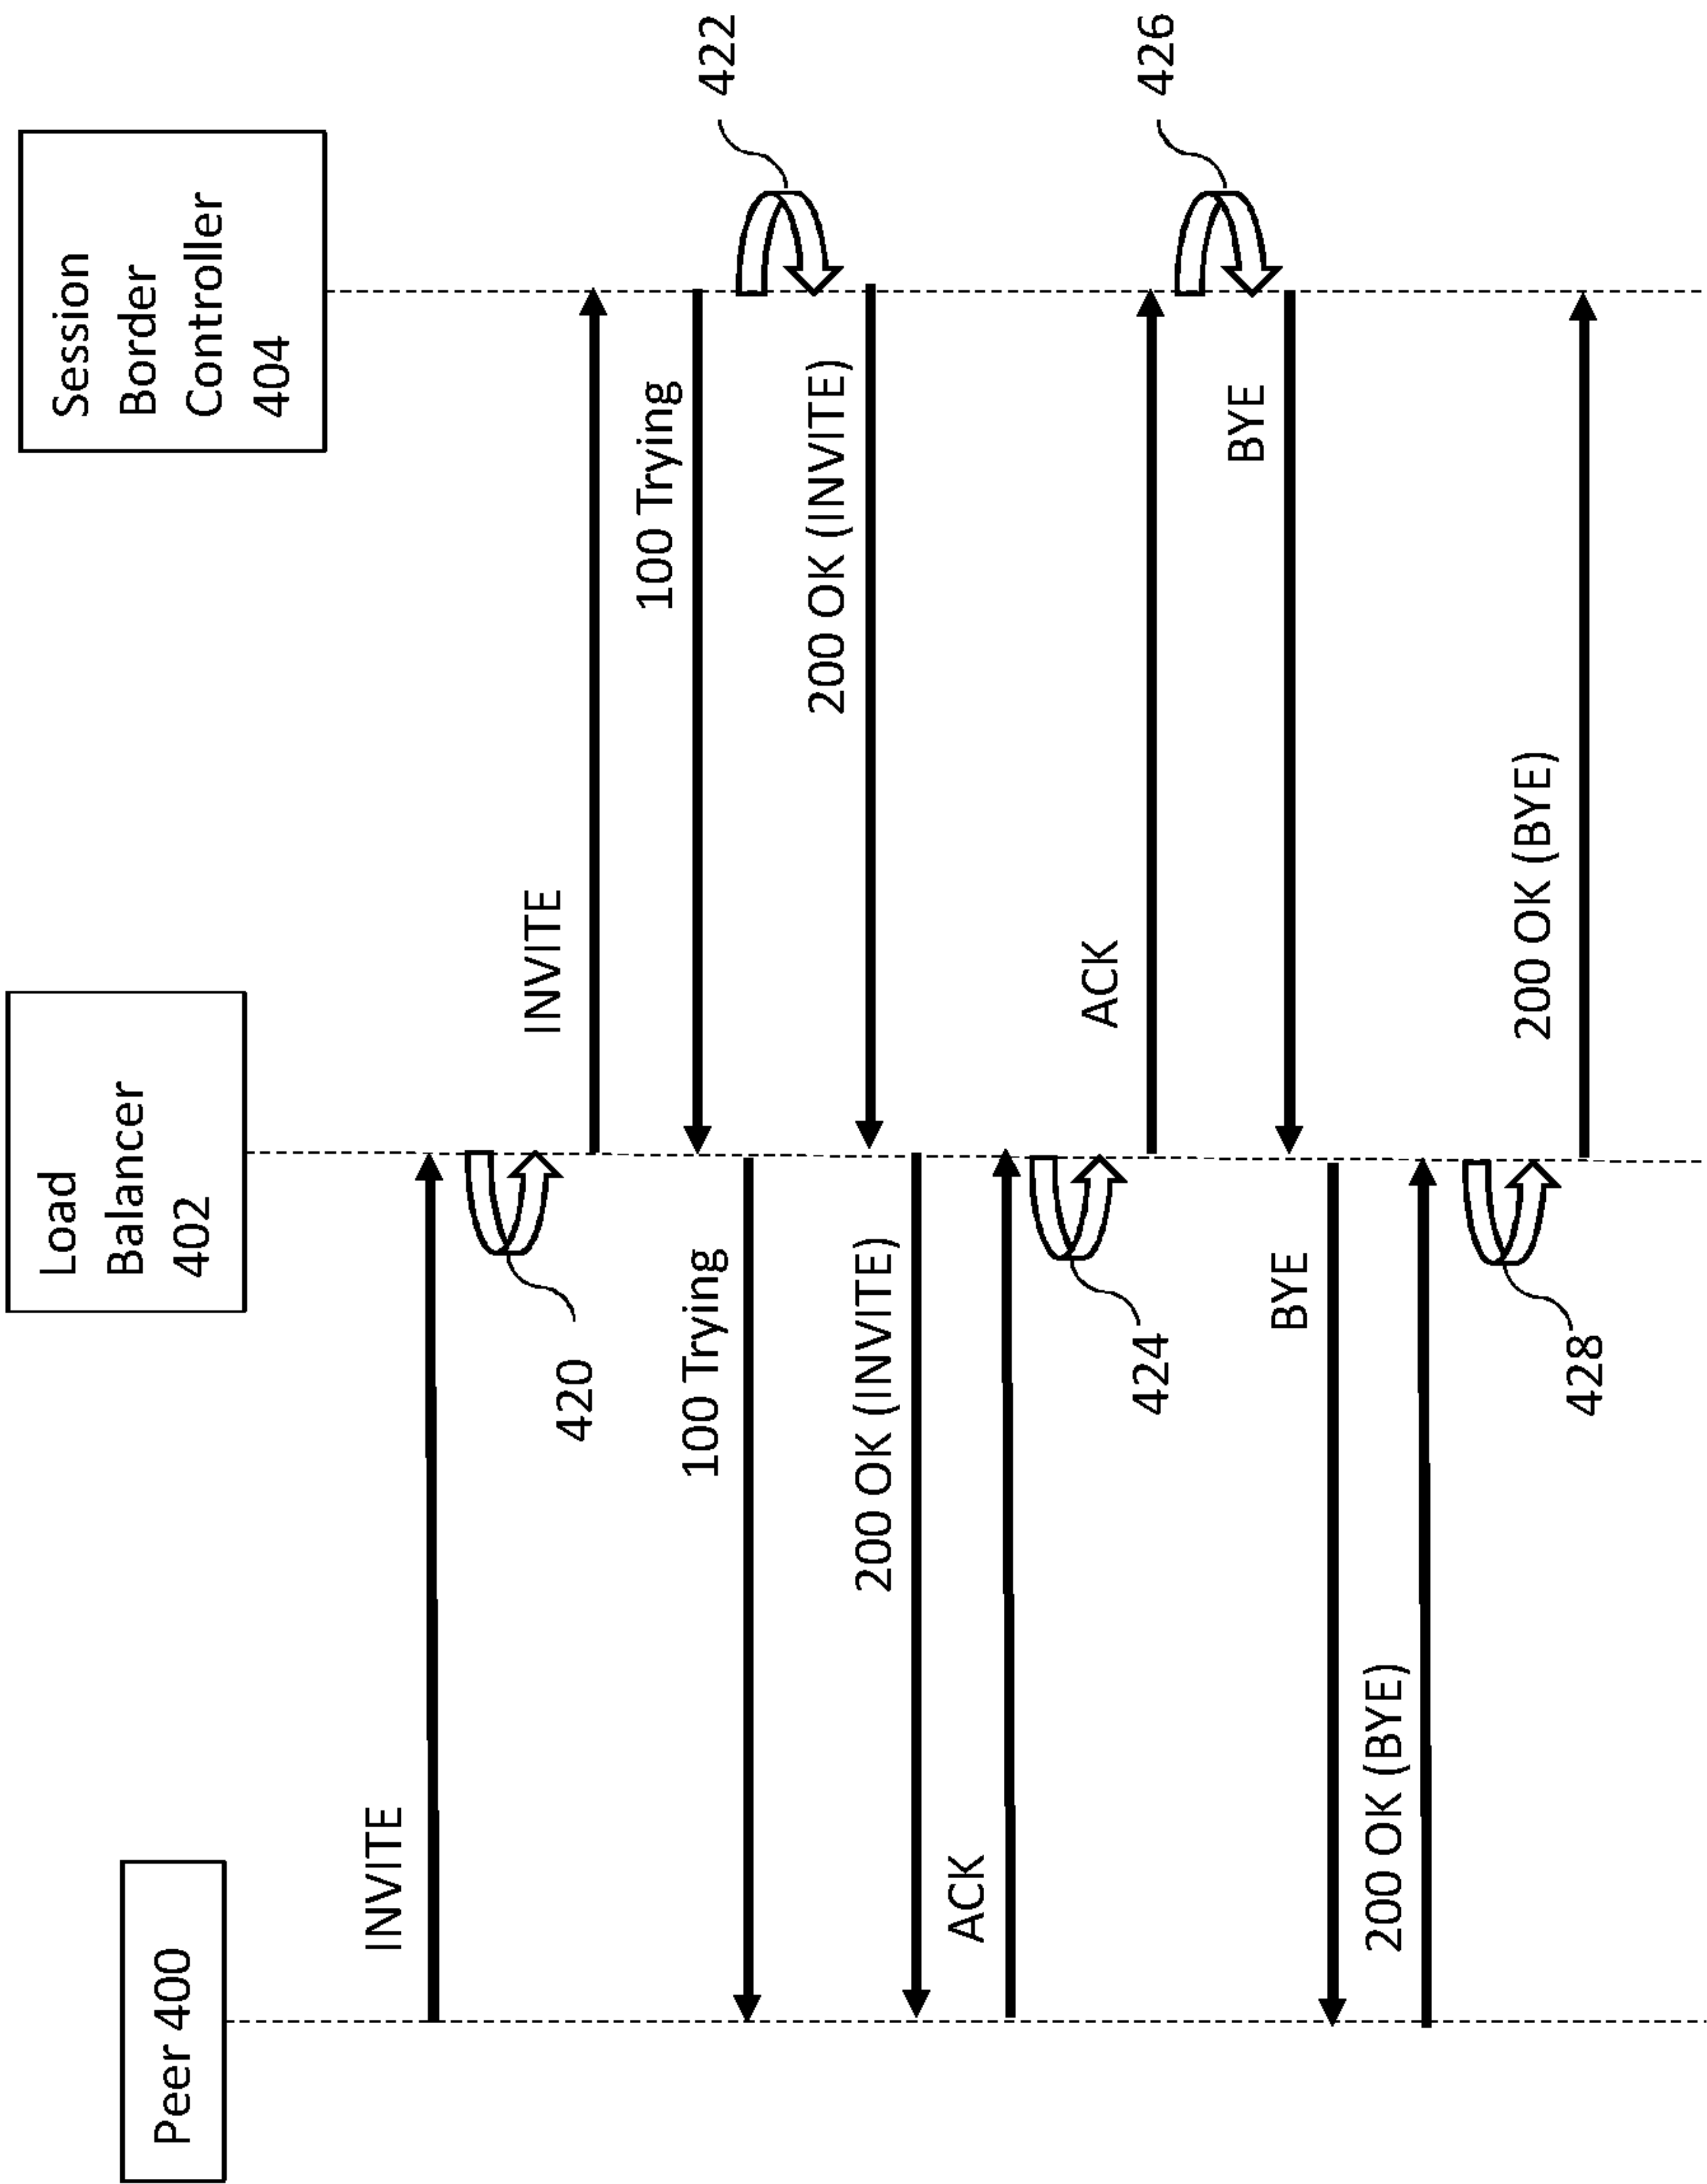 Peer 400
Load
Balancer
402
Session
Border
Controller
404
INVITE
420
INVITE
100 Trying
100 Trying
422
200 OK (INVITE)
200 OK (INVITE)
ACK
424
ACK
426
BYE
BYE
200 OK (BYE)
428
200 OK (BYE)